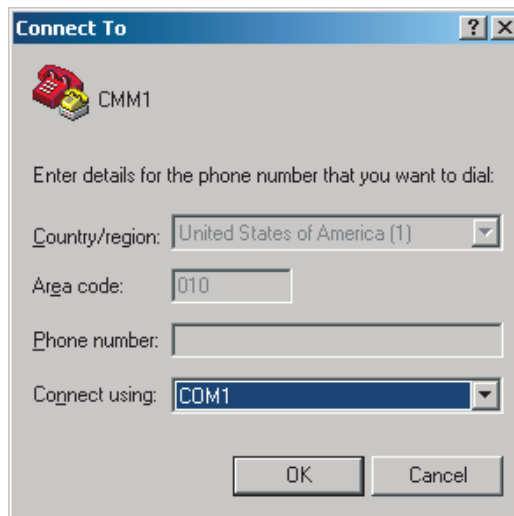 Connect To
CMM1
Enter details for the phone number that you want to dial:
Country/region: United States of America (1)
Area code: 010
Phone number:
Connect using: COM1
OK Cancel